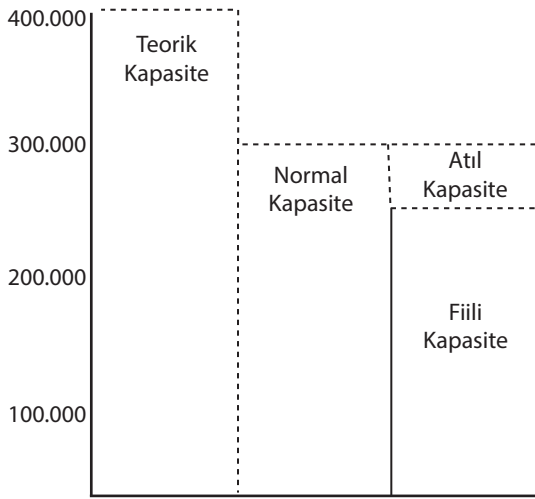 400.000
Teorik
Kapasite
300.000
Normal
Kapasite
Atıl
Kapasite
200.000
Fiili
Kapasite
100.000